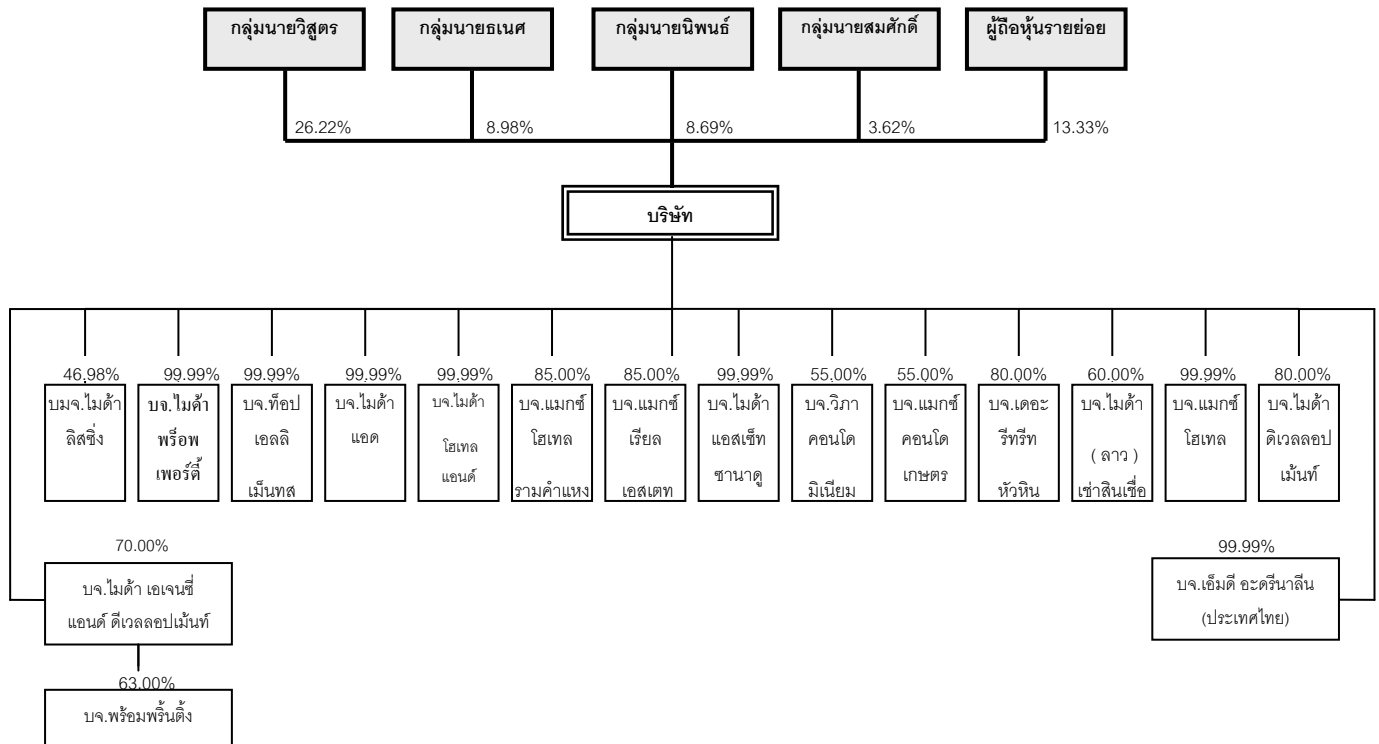 กลุ่มนายวิสูตร
กลุ่มนายธเนศ
กลุ่มนายนิพนธ์
กลุ่มนายสมศักดิ์
ผู้ถือหุ้นรายย่อย
26.22%
8.98%
8.69%
3.62%
13.33%
บริษัท
46.98%
99.99%
99.99%
99.99%
99.99%
85.00%
85.00%
99.99%
55.00%
55.00%
80.00%
60.00%
99.99%
80.00%
บมจ.ไมด้า
ลิสซิ่ง
บจ.ไมด้า
พร็อพ
เพอร์ตี้
บจ.ท็อป
เอลลิ
เม็นทส
บจ.ไมด้า
แอด
บจ.ไมด้า
โฮเทล
แอนด์
บจ.แมกซ์
โฮเทล
รามคำแหง
บจ.แมกซ์
เรียล
เอสเตท
บจ.ไมด้า
แอสเซ็ท
ซานาดู
บจ.วิภา
คอนโด
มิเนียม
บจ.แมกซ์
คอนโด
เกษตร
บจ.เดอะ
รีทรีท
หัวหิน
บจ.ไมด้า
( ลาว )
เช่าสินเชื่อ
บจ.แมกซ์
โฮเทล
บจ.ไมด้า
ดิเวลลอป
เม้นท์
70.00%
บจ.ไมด้า เอเจนซี่
แอนด์ ดีเวลลอปเม้นท์
99.99%
บจ.เอ็มดี อะดรีนาลีน
(ประเทศไทย)
63.00%
บจ.พร้อมพริ้นติ้ง